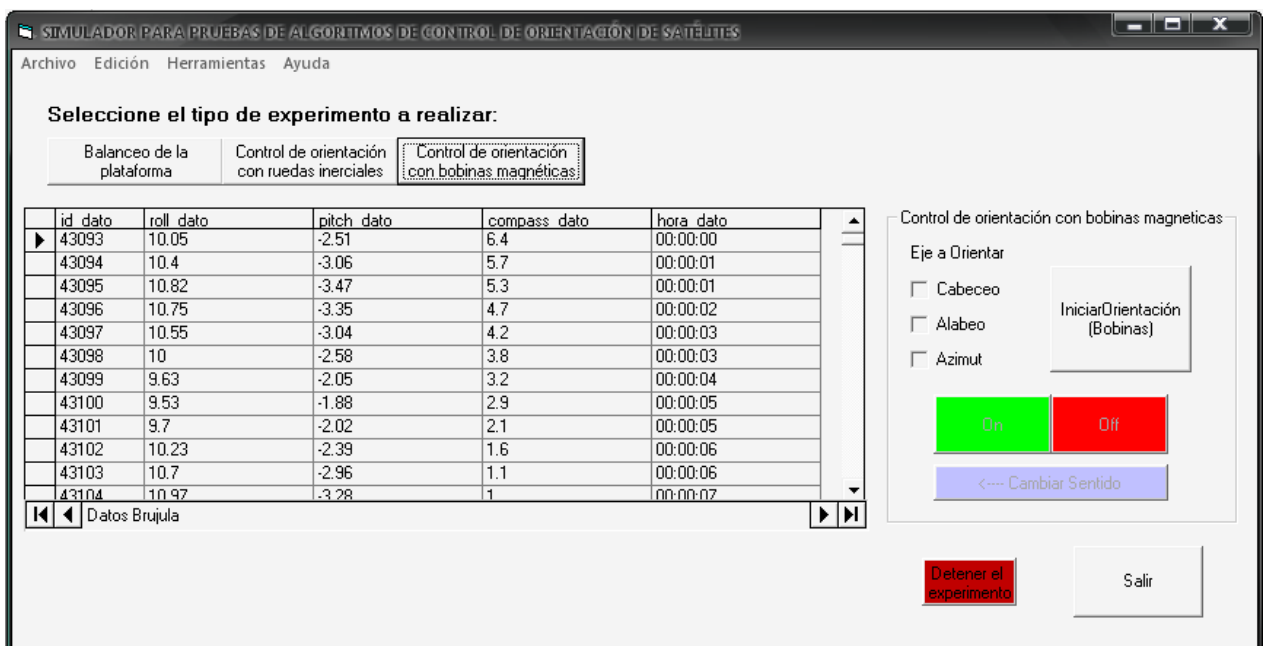 SIMULADOR PARA PRUEBAS DE ALGORITMOS DE CONTROL DE ORIENTACIÓN DE SATÉLITES
Archivo Edición Herramientas Ayuda
Seleccione el tipo de experimento a realizar:
Balanceo de la
plataforma
Control de orientación
con ruedas inerciales
Control de orientación
con bobinas magnéticas
id_dato roll_dato pitch_dato compass_dato hora_dato
43093 10.05 -2.51 6.4 00:00:00
43094 10.4 -3.06 5.7 00:00:01
43095 10.82 -3.47 5.3 00:00:01
43096 10.75 -3.35 4.7 00:00:02
43097 10.55 -3.04 4.2 00:00:03
43098 10 -2.58 3.8 00:00:03
43099 9.63 -2.05 3.2 00:00:04
43100 9.53 -1.88 2.9 00:00:05
43101 9.7 -2.02 2.1 00:00:05
43102 10.23 -2.39 1.6 00:00:06
43103 10.7 -2.96 1.1 00:00:06
43104 10.97 -3.28 1 00:00:07
Datos Brujula
Control de orientación con bobinas magneticas
Eje a Orientar
Cabeceo
Alabeo
Azimut
IniciarOrientación
(Bobinas)
On Off
<---- Cambiar Sentido
Detener el
experimento
Salir